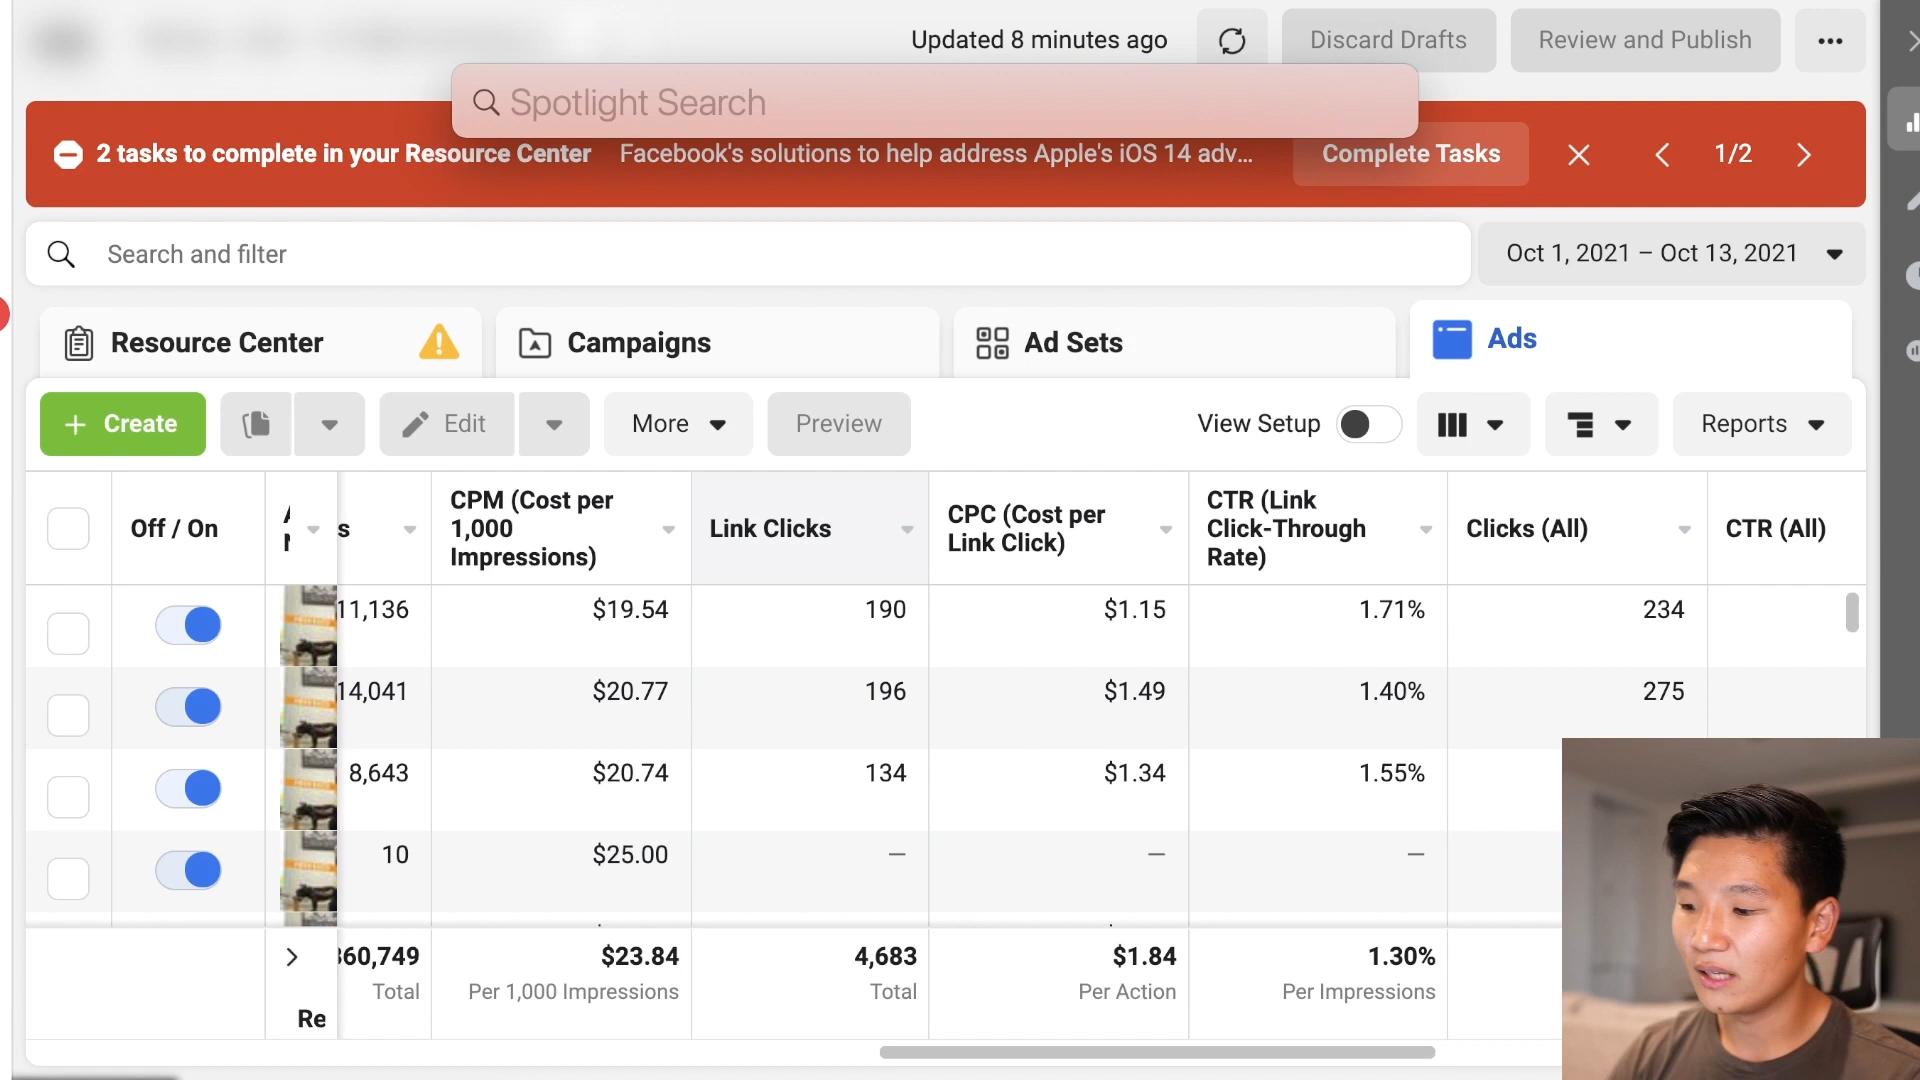 Updated 8 minutes ago
Discard Drafts
Review and Publish
Spotlight Search
2 tasks to complete in your Resource Center
Facebook's solutions to help address Apple's iOS 14 adv...
Complete Tasks
1/2
Search and filter
Oct 1, 2021 – Oct 13, 2021
Resource Center
Campaigns
Ad Sets
Ads
+ Create
Edit
More
Preview
View Setup
Reports
Off / On
s
CPM (Cost per
1,000
Impressions)
Link Clicks
CPC (Cost per
Link Click)
CTR (Link
Click-Through
Rate)
Clicks (All)
CTR (All)
11,136 $19.54 190 $1.15 1.71% 234
14,041 $20.77 196 $1.49 1.40% 275
8,643 $20.74 134 $1.34 1.55%
10 $25.00 — — —
60,749 $23.84 4,683 $1.84 1.30%
Total Per 1,000 Impressions Total Per Action Per Impressions
Re